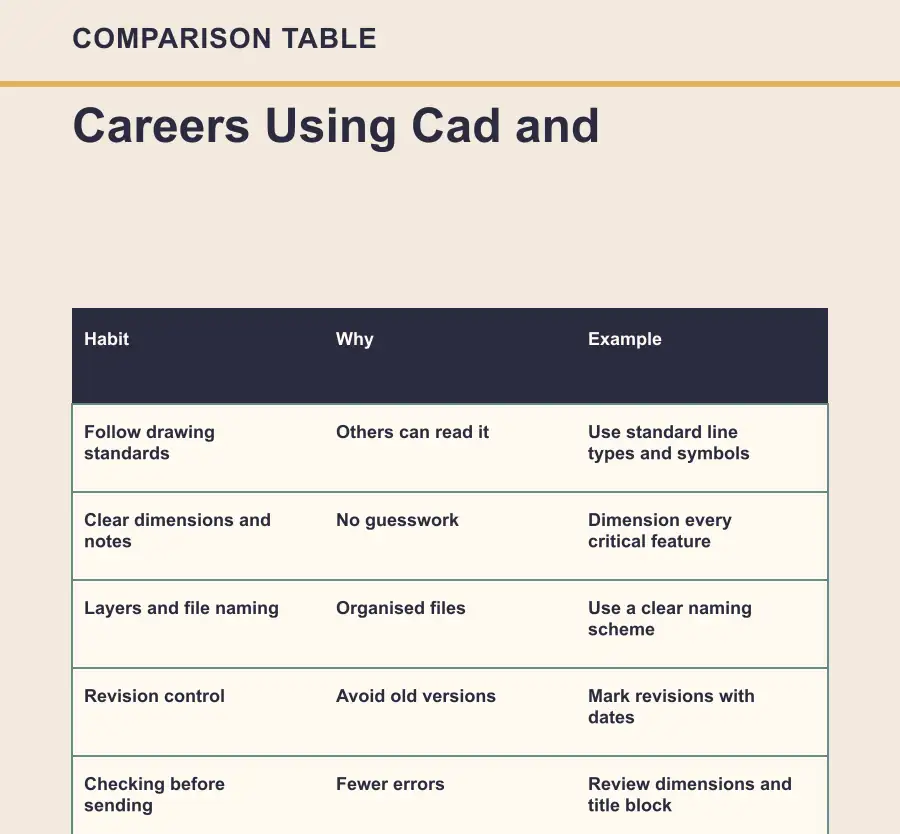 COMPARISON TABLE
Careers Using Cad and
Habit Why Example
Follow drawing Others can read it Use standard line
standards types and symbols
Clear dimensions and No guesswork Dimension every
notes critical feature
Layers and file naming Organised files Use a clear naming
scheme
Revision control Avoid old versions Mark revisions with
dates
Checking before Fewer errors Review dimensions and
sending title block